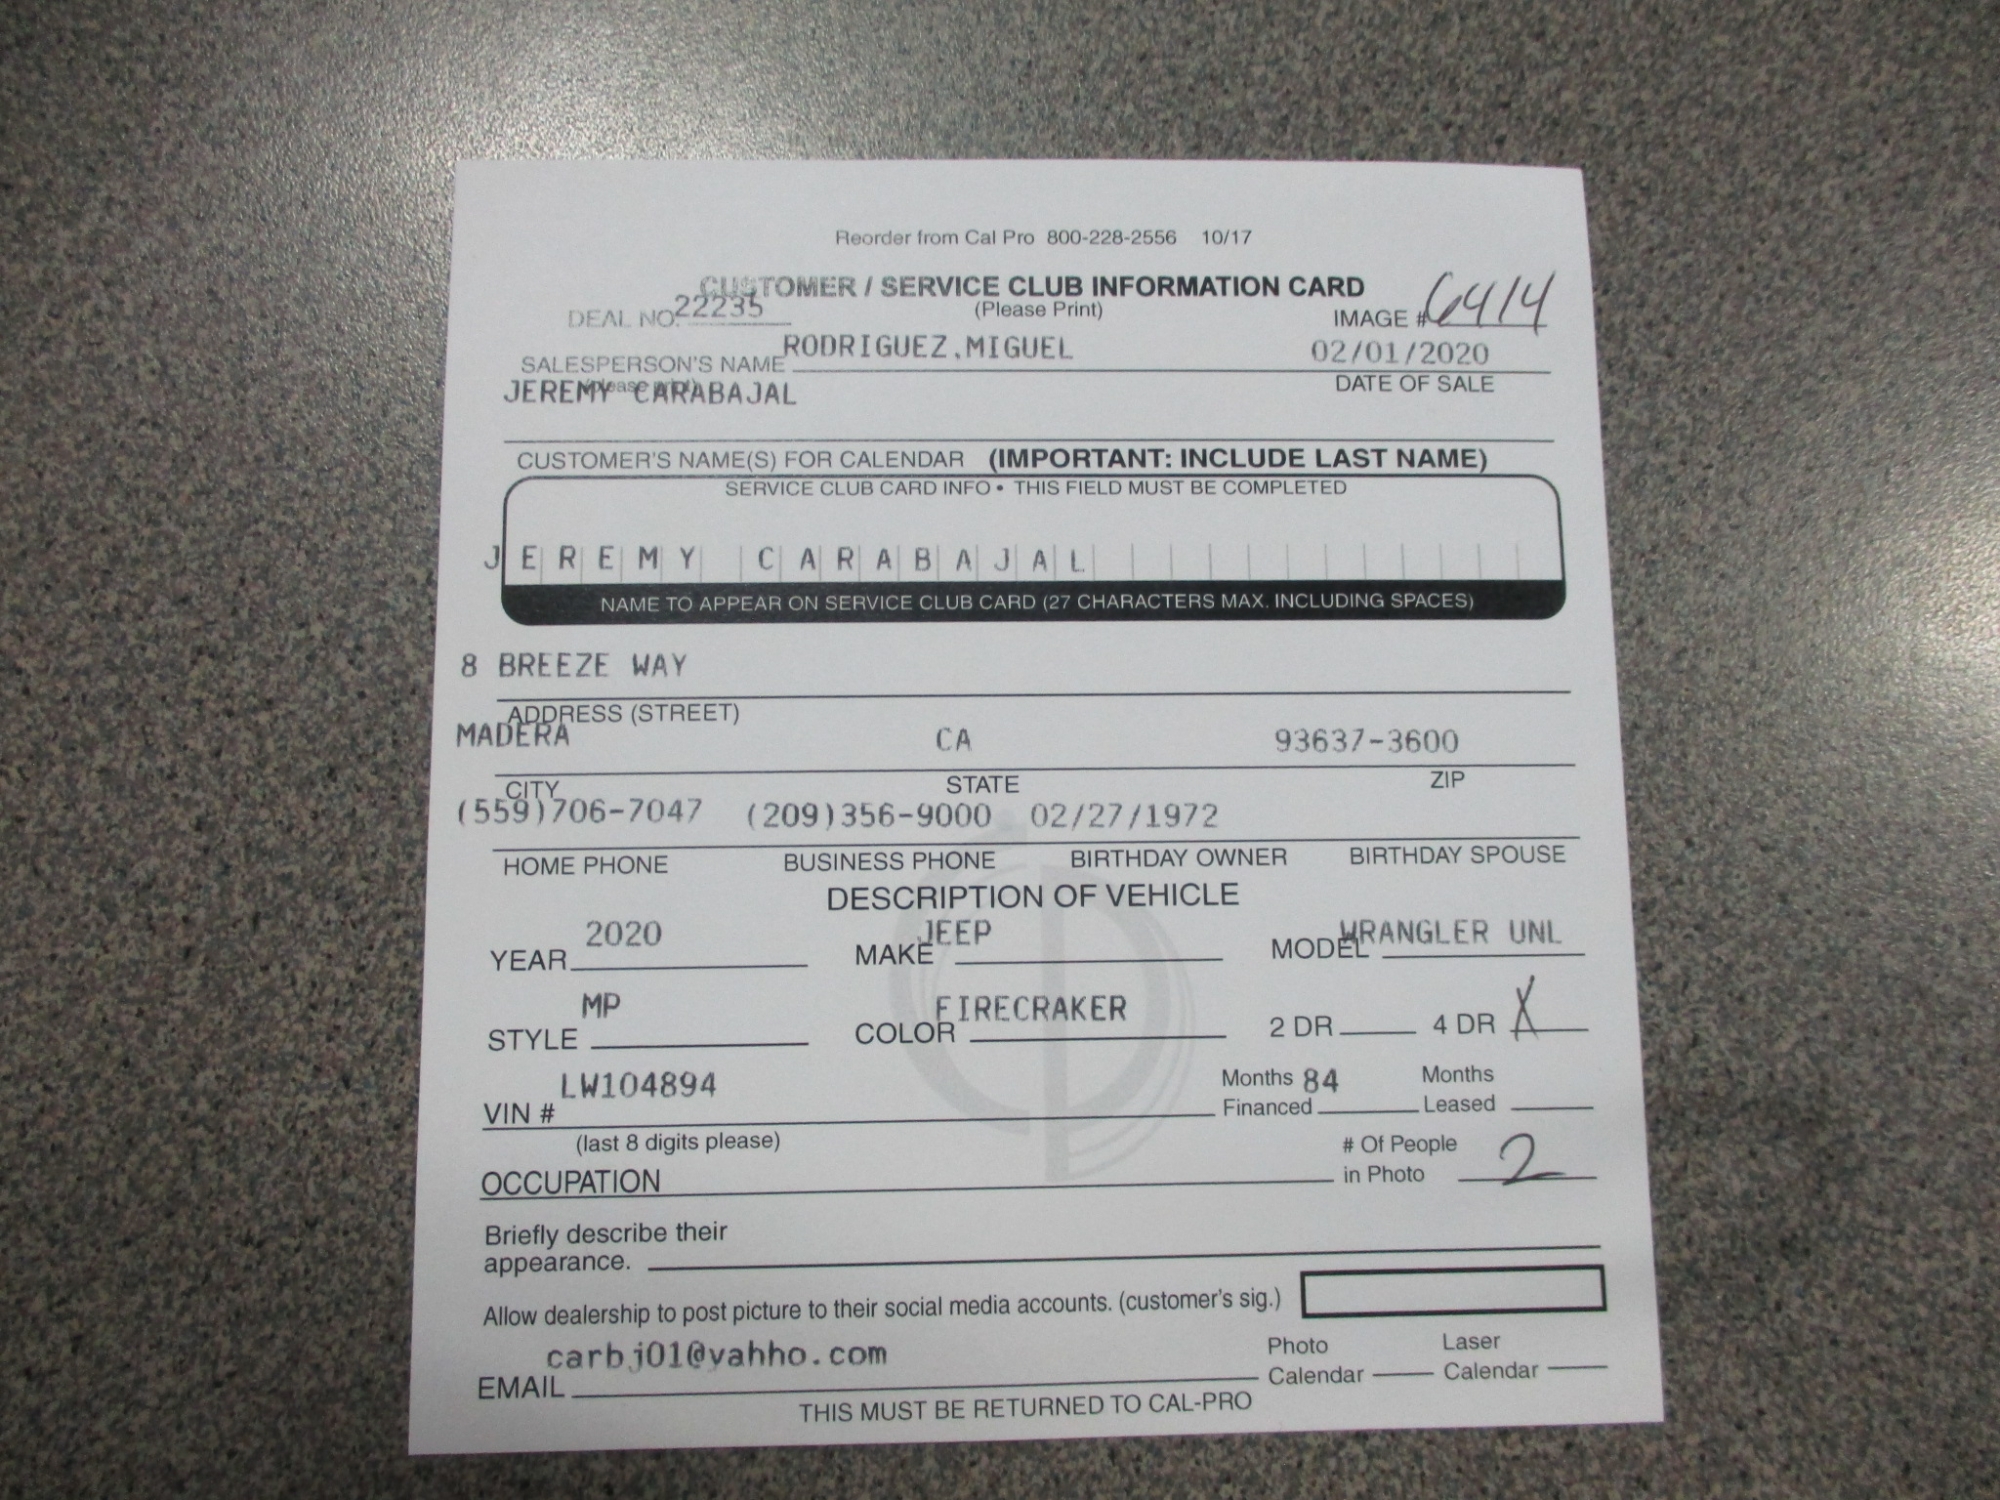 Reorder from Cal Pro 800-228-2556 10/17
CUSTOMER / SERVICE CLUB INFORMATION CARD
DEAL NO. 22235 (Please Print) IMAGE # 6414
SALESPERSON'S NAME RODRIGUEZ,MIGUEL 02/01/2020
(please print) DATE OF SALE
JEREMY CARABAJAL
CUSTOMER'S NAME(S) FOR CALENDAR (IMPORTANT: INCLUDE LAST NAME)
SERVICE CLUB CARD INFO • THIS FIELD MUST BE COMPLETED
JEREMY CARABAJAL
NAME TO APPEAR ON SERVICE CLUB CARD (27 CHARACTERS MAX. INCLUDING SPACES)
8 BREEZE WAY
ADDRESS (STREET)
MADERA CA 93637-3600
CITY STATE ZIP
(559)706-7047 (209)356-9000 02/27/1972
HOME PHONE BUSINESS PHONE BIRTHDAY OWNER BIRTHDAY SPOUSE
DESCRIPTION OF VEHICLE
YEAR 2020 MAKE JEEP MODEL WRANGLER UNL
STYLE MP COLOR FIRECRAKER 2 DR 4 DR X
VIN # LW104894 Months Financed 84 Months Leased
(last 8 digits please)
OCCUPATION # Of People in Photo 2
Briefly describe their
appearance.
Allow dealership to post picture to their social media accounts. (customer's sig.)
EMAIL carbj01@yahho.com Photo Calendar Laser Calendar
THIS MUST BE RETURNED TO CAL-PRO